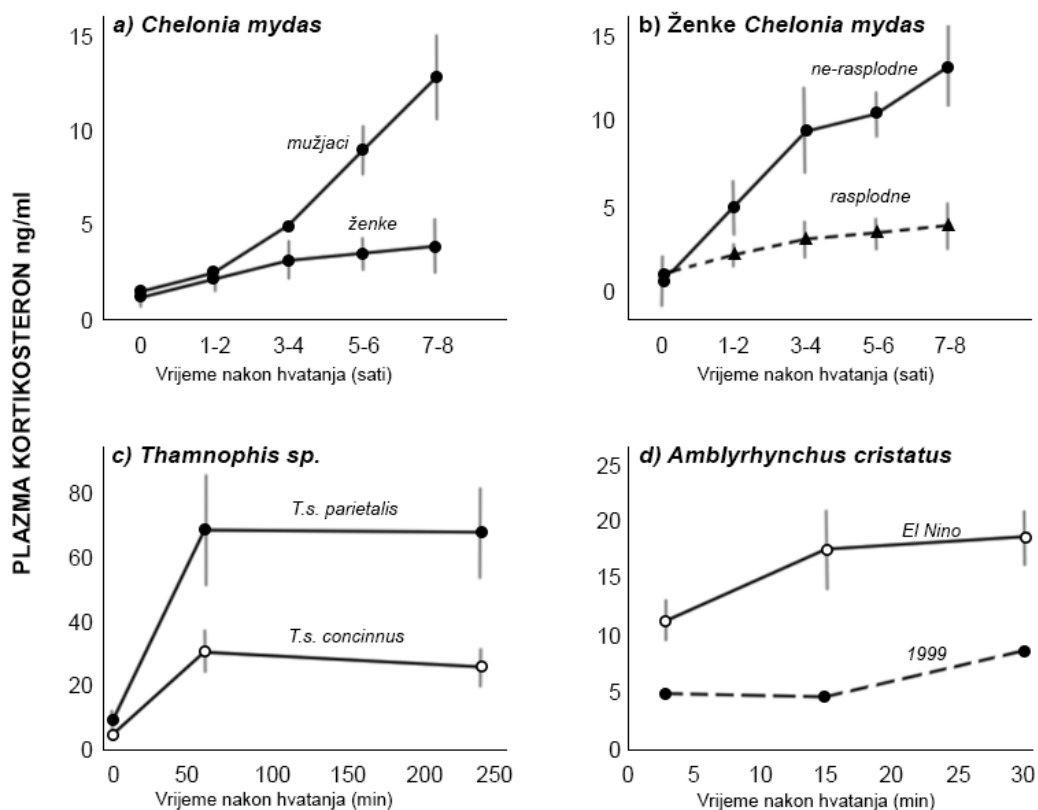 PLAZMA KORTIKOSTERON ng/ml
a) Chelonia mydas
15
10
5
0
mužjaci
ženke
0 1-2 3-4 5-6 7-8
Vrijeme nakon hvatanja (sati)
b) Ženke Chelonia mydas
15
10
5
0
ne-rasplodne
rasplodne
0 1-2 3-4 5-6 7-8
Vrijeme nakon hvatanja (sati)
c) Thamnophis sp.
80
60
40
20
0
T.s. parietalis
T.s. concinnus
0 50 100 150 200 250
Vrijeme nakon hvatanja (min)
d) Amblyrhynchus cristatus
25
20
15
10
5
0
El Nino
1999
0 5 10 15 20 25 30
Vrijeme nakon hvatanja (min)